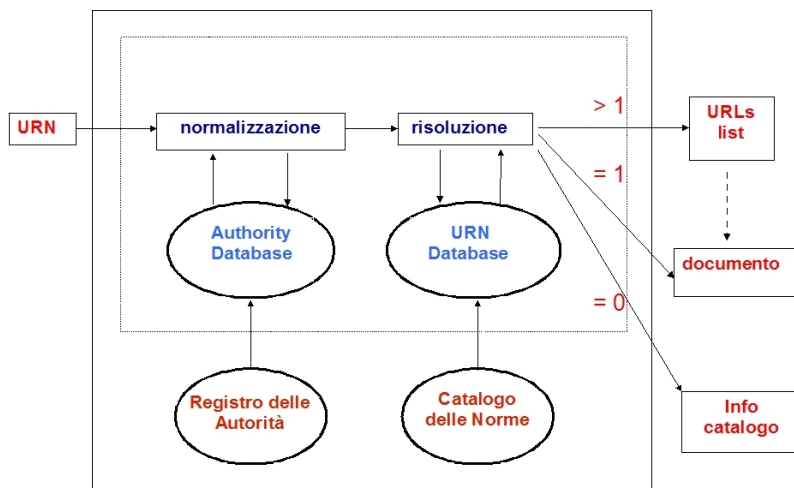 > 1
URN
normalizzazione
risoluzione
URLs
list
= 1
Authority
Database
URN
Database
documento
= 0
Registro delle
Autorità
Catalogo
delle Norme
Info
catalogo